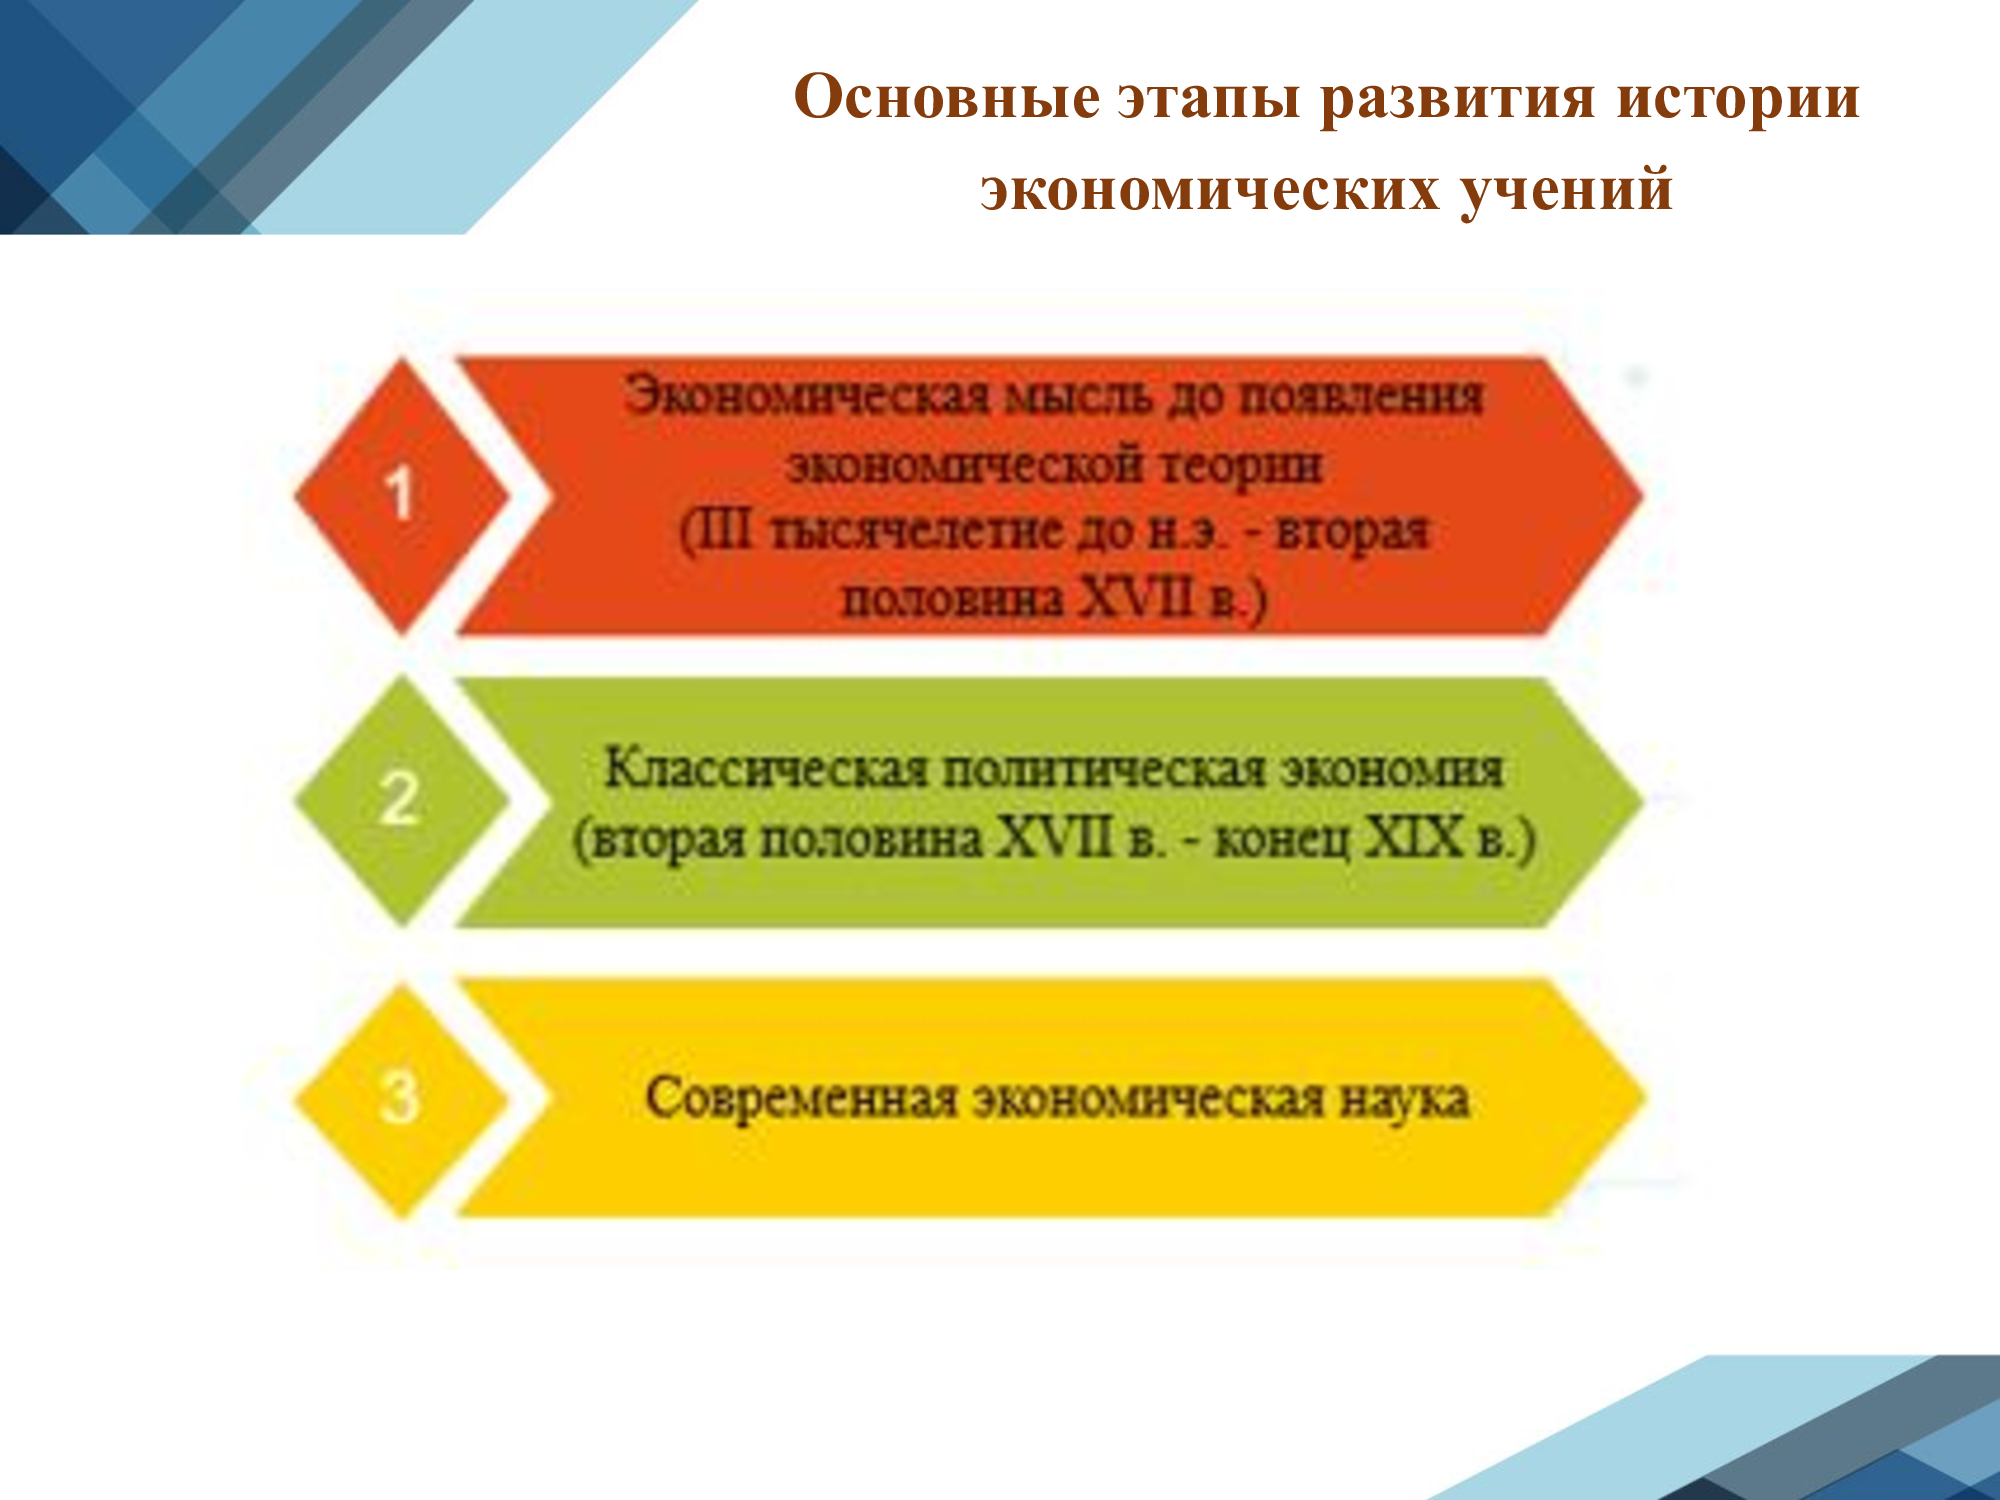 Основные этапы развития истории
экономических учений
1
Экономическая мысль до появления
экономической теории
(III тысячелетие до н.э. - вторая
половина XVII в.)
2
Классическая политическая экономия
(вторая половина XVII в. - конец XIX в.)
3
Современная экономическая наука